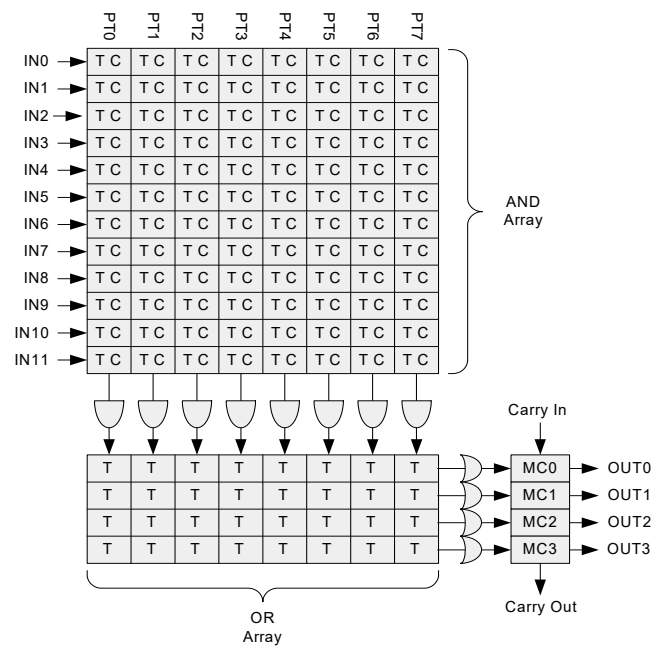 PT0 PT1 PT2 PT3 PT4 PT5 PT6 PT7
IN0 T C T C T C T C T C T C T C T C
IN1 T C T C T C T C T C T C T C T C
IN2 T C T C T C T C T C T C T C T C
IN3 T C T C T C T C T C T C T C T C
IN4 T C T C T C T C T C T C T C T C
IN5 T C T C T C T C T C T C T C T C
IN6 T C T C T C T C T C T C T C T C
IN7 T C T C T C T C T C T C T C T C
IN8 T C T C T C T C T C T C T C T C
IN9 T C T C T C T C T C T C T C T C
IN10 T C T C T C T C T C T C T C T C
IN11 T C T C T C T C T C T C T C T C
AND
Array
Carry In
T T T T T T T T MC0 OUT0
T T T T T T T T MC1 OUT1
T T T T T T T T MC2 OUT2
T T T T T T T T MC3 OUT3
Carry Out
OR
Array